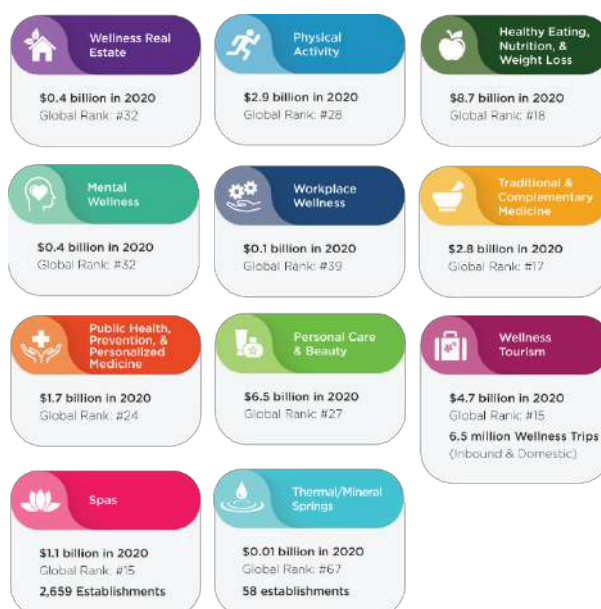 Wellness Real
Estate
$0.4 billion in 2020
Global Rank: #32
Physical
Activity
$2.9 billion in 2020
Global Rank: #28
Healthy Eating,
Nutrition, &
Weight Loss
$8.7 billion in 2020
Global Rank: #18
Mental
Wellness
$0.4 billion in 2020
Global Rank: #32
Workplace
Wellness
$0.1 billion in 2020
Global Rank: #39
Traditional &
Complementary
Medicine
$2.8 billion in 2020
Global Rank: #17
Public Health,
Prevention, &
Personalized
Medicine
$1.7 billion in 2020
Global Rank: #24
Personal Care
& Beauty
$6.5 billion in 2020
Global Rank: #27
Wellness
Tourism
$4.7 billion in 2020
Global Rank: #15
6.5 million Wellness Trips
(Inbound & Domestic)
Spas
$1.1 billion in 2020
Global Rank: #15
2,659 Establishments
Thermal/Mineral
Springs
$0.01 billion in 2020
Global Rank: #67
58 establishments